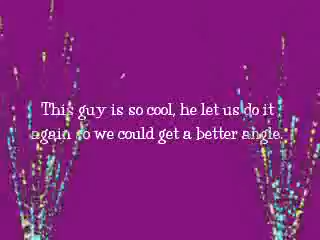 This guy is so cool, he let us do it
again so we could get a better angle.